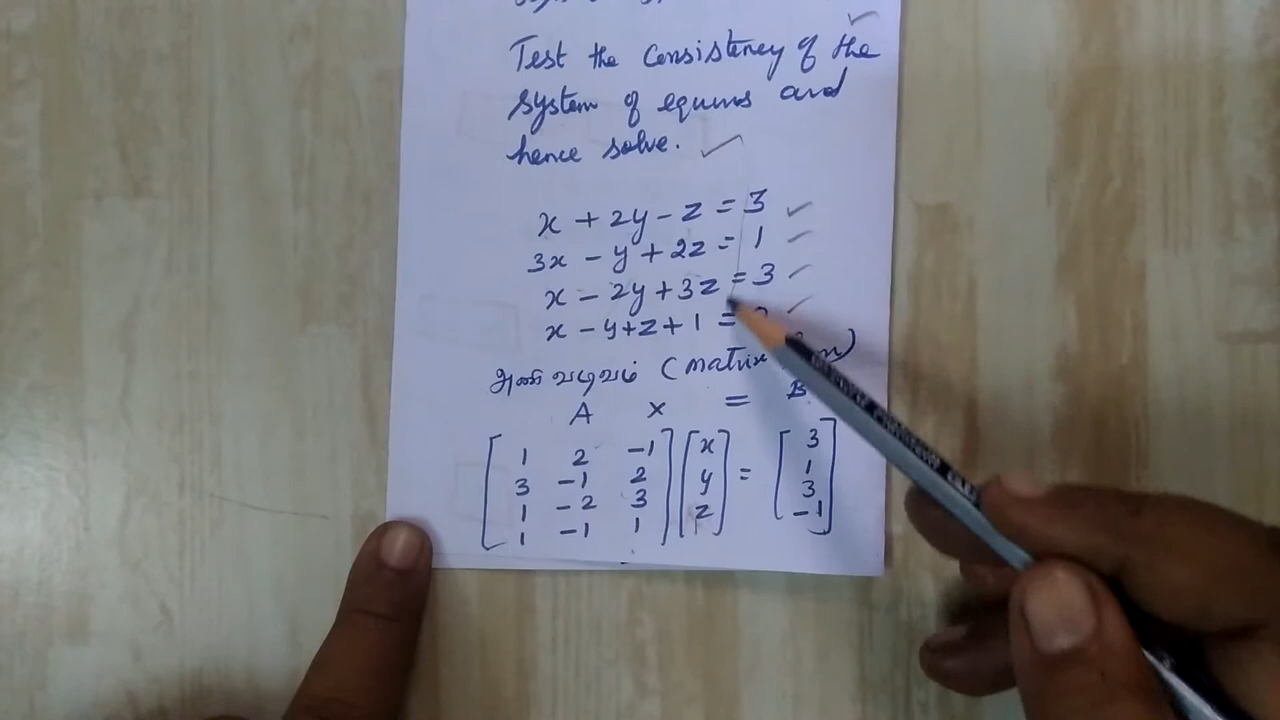 Test the Consistency of the
system of equns and
hence solve.
x + 2y - z = 3
3x - y + 2z = 1
x - 2y + 3z = 3
x - y + z + 1 =
அணி வடிவம் (matrix
A X = B
1 2 -1 x 3
3 -1 2 y = 1
1 -2 3 z 3
1 -1 1 -1